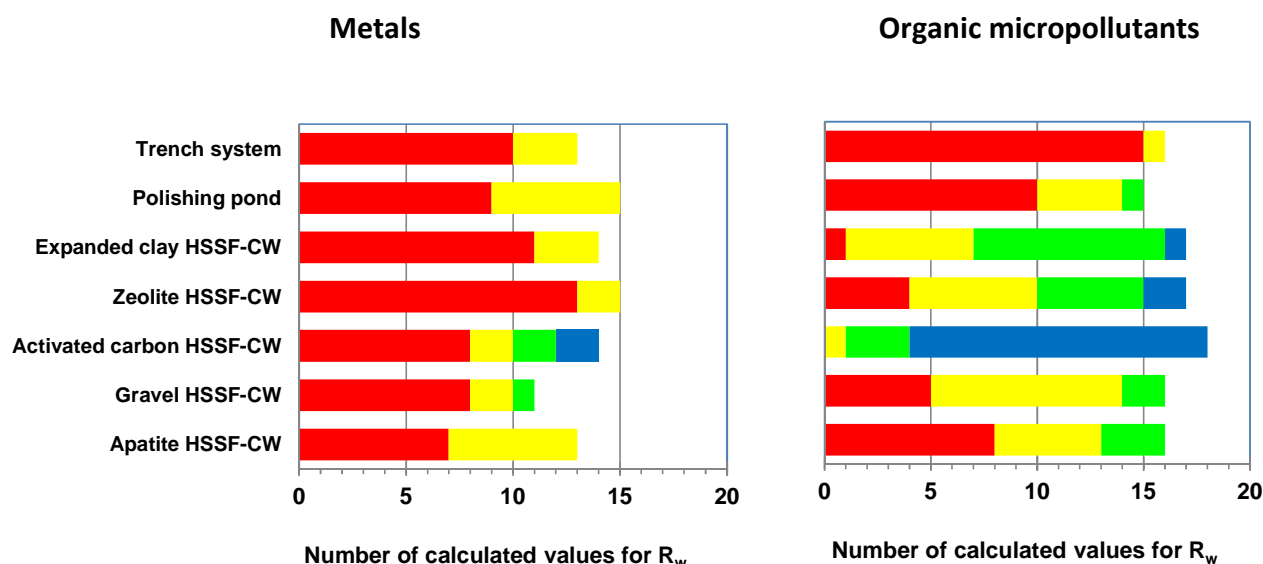 Metals
Organic micropollutants
Trench system
Polishing pond
Expanded clay HSSF-CW
Zeolite HSSF-CW
Activated carbon HSSF-CW
Gravel HSSF-CW
Apatite HSSF-CW
0 5 10 15 20
0 5 10 15 20
Number of calculated values for Rw
Number of calculated values for Rw